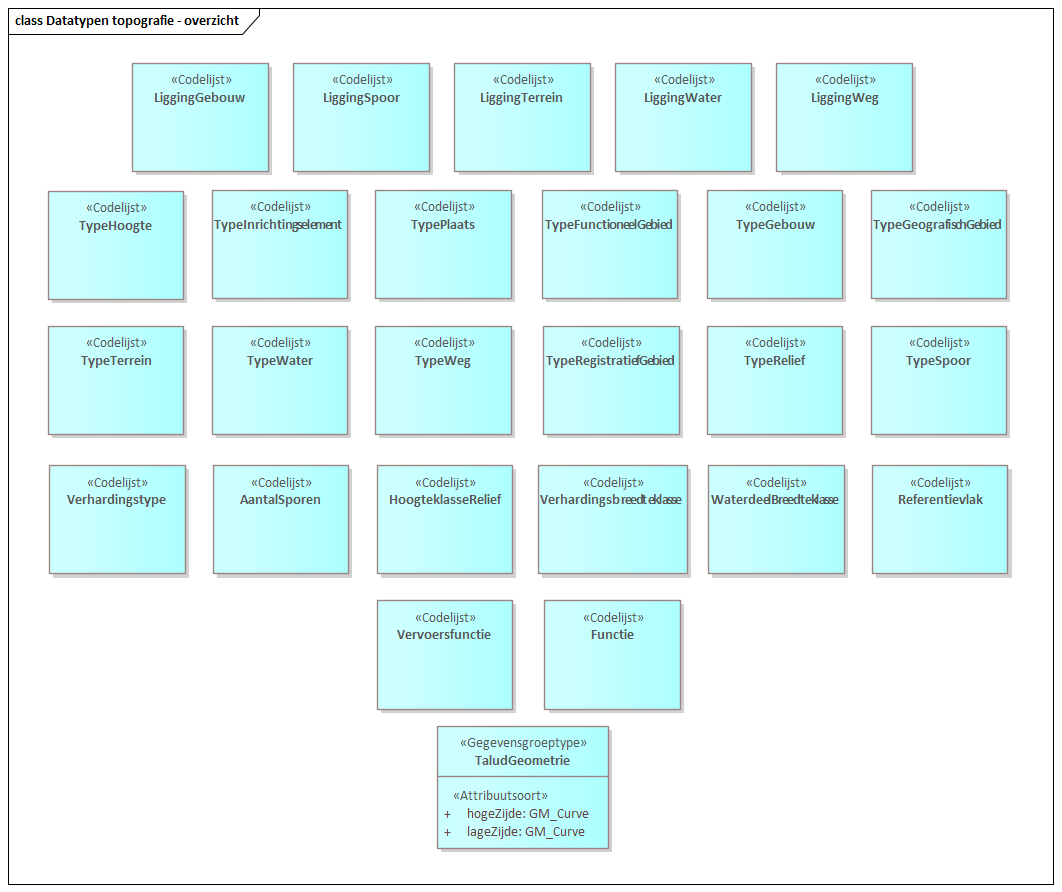 class Datatypen topografie - overzicht
«Codelijst»
LiggingGebouw
«Codelijst»
LiggingSpoor
«Codelijst»
LiggingTerrein
«Codelijst»
LiggingWater
«Codelijst»
LiggingWeg
«Codelijst»
TypeHoogte
«Codelijst»
TypeInrichtingselement
«Codelijst»
TypePlaats
«Codelijst»
TypeFunctioneelGebied
«Codelijst»
TypeGebouw
«Codelijst»
TypeGeografischGebied
«Codelijst»
TypeTerrein
«Codelijst»
TypeWater
«Codelijst»
TypeWeg
«Codelijst»
TypeRegistratiefGebied
«Codelijst»
TypeRelief
«Codelijst»
TypeSpoor
«Codelijst»
Verhardingstype
«Codelijst»
AantalSporen
«Codelijst»
HoogteklasseRelief
«Codelijst»
Verhardingsbreedteklasse
«Codelijst»
WaterdeelBreedteklasse
«Codelijst»
Referentievlak
«Codelijst»
Vervoersfunctie
«Codelijst»
Functie
«Gegevensgroeptype»
TaludGeometrie
«Attribuutsoort»
+ hogeZijde: GM_Curve
+ lageZijde: GM_Curve